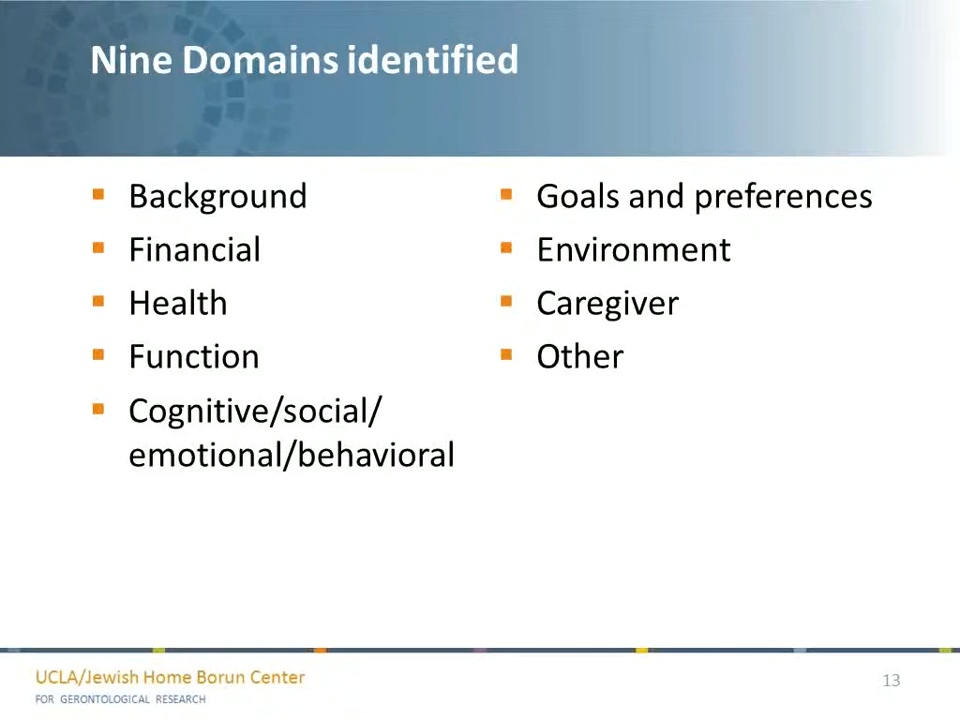 Nine Domains identified
Background
Financial
Health
Function
Cognitive/social/
emotional/behavioral
Goals and preferences
Environment
Caregiver
Other
UCLA/Jewish Home Borun Center
FOR GERONTOLOGICAL RESEARCH
13